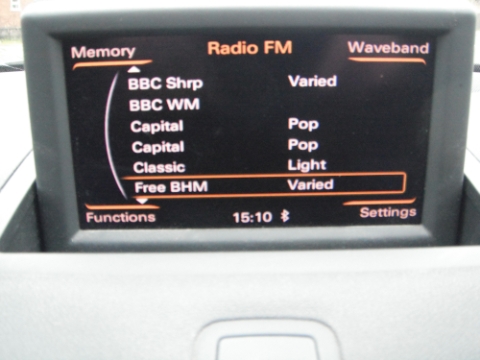 Memory Radio FM Waveband
BBC Shrp Varied
BBC WM
Capital Pop
Capital Pop
Classic Light
Free BHM Varied
Functions 15:10 Settings